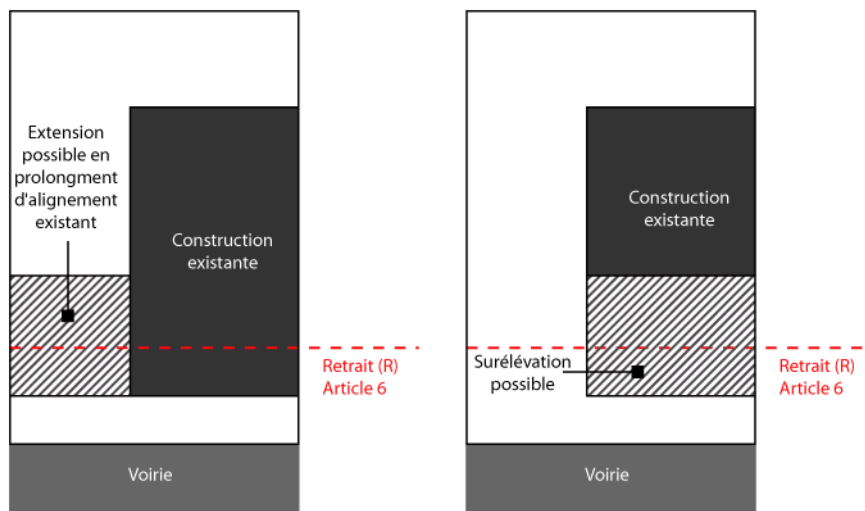 Extension
possible en
prolongment
d'alignement
existant
Construction
existante
Retrait (R)
Article 6
Voirie
Construction
existante
Surélévation
possible
Retrait (R)
Article 6
Voirie